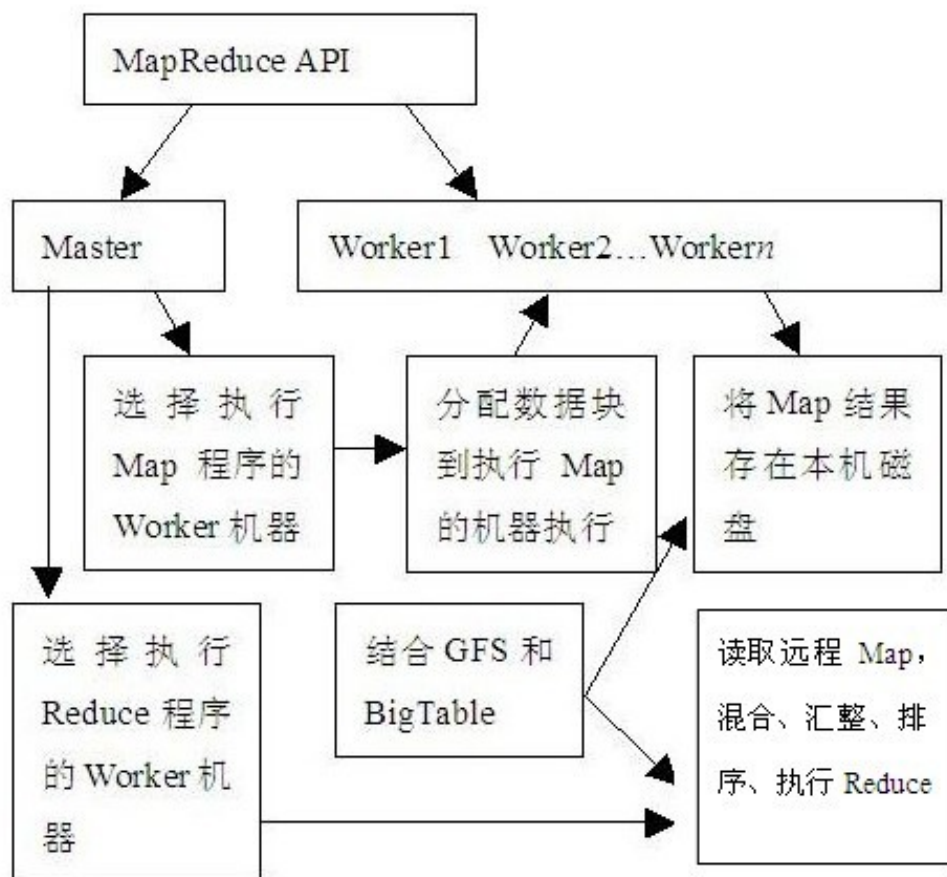 MapReduce API
Master
Worker1 Worker2…Workern
选择执行
Map 程序的
Worker 机器
分配数据块
到执行 Map
的机器执行
将 Map 结果
存在本机磁
盘
选择执行
Reduce 程序
的 Worker 机
器
结合 GFS 和
BigTable
读取远程 Map，
混合、汇整、排
序、执行 Reduce